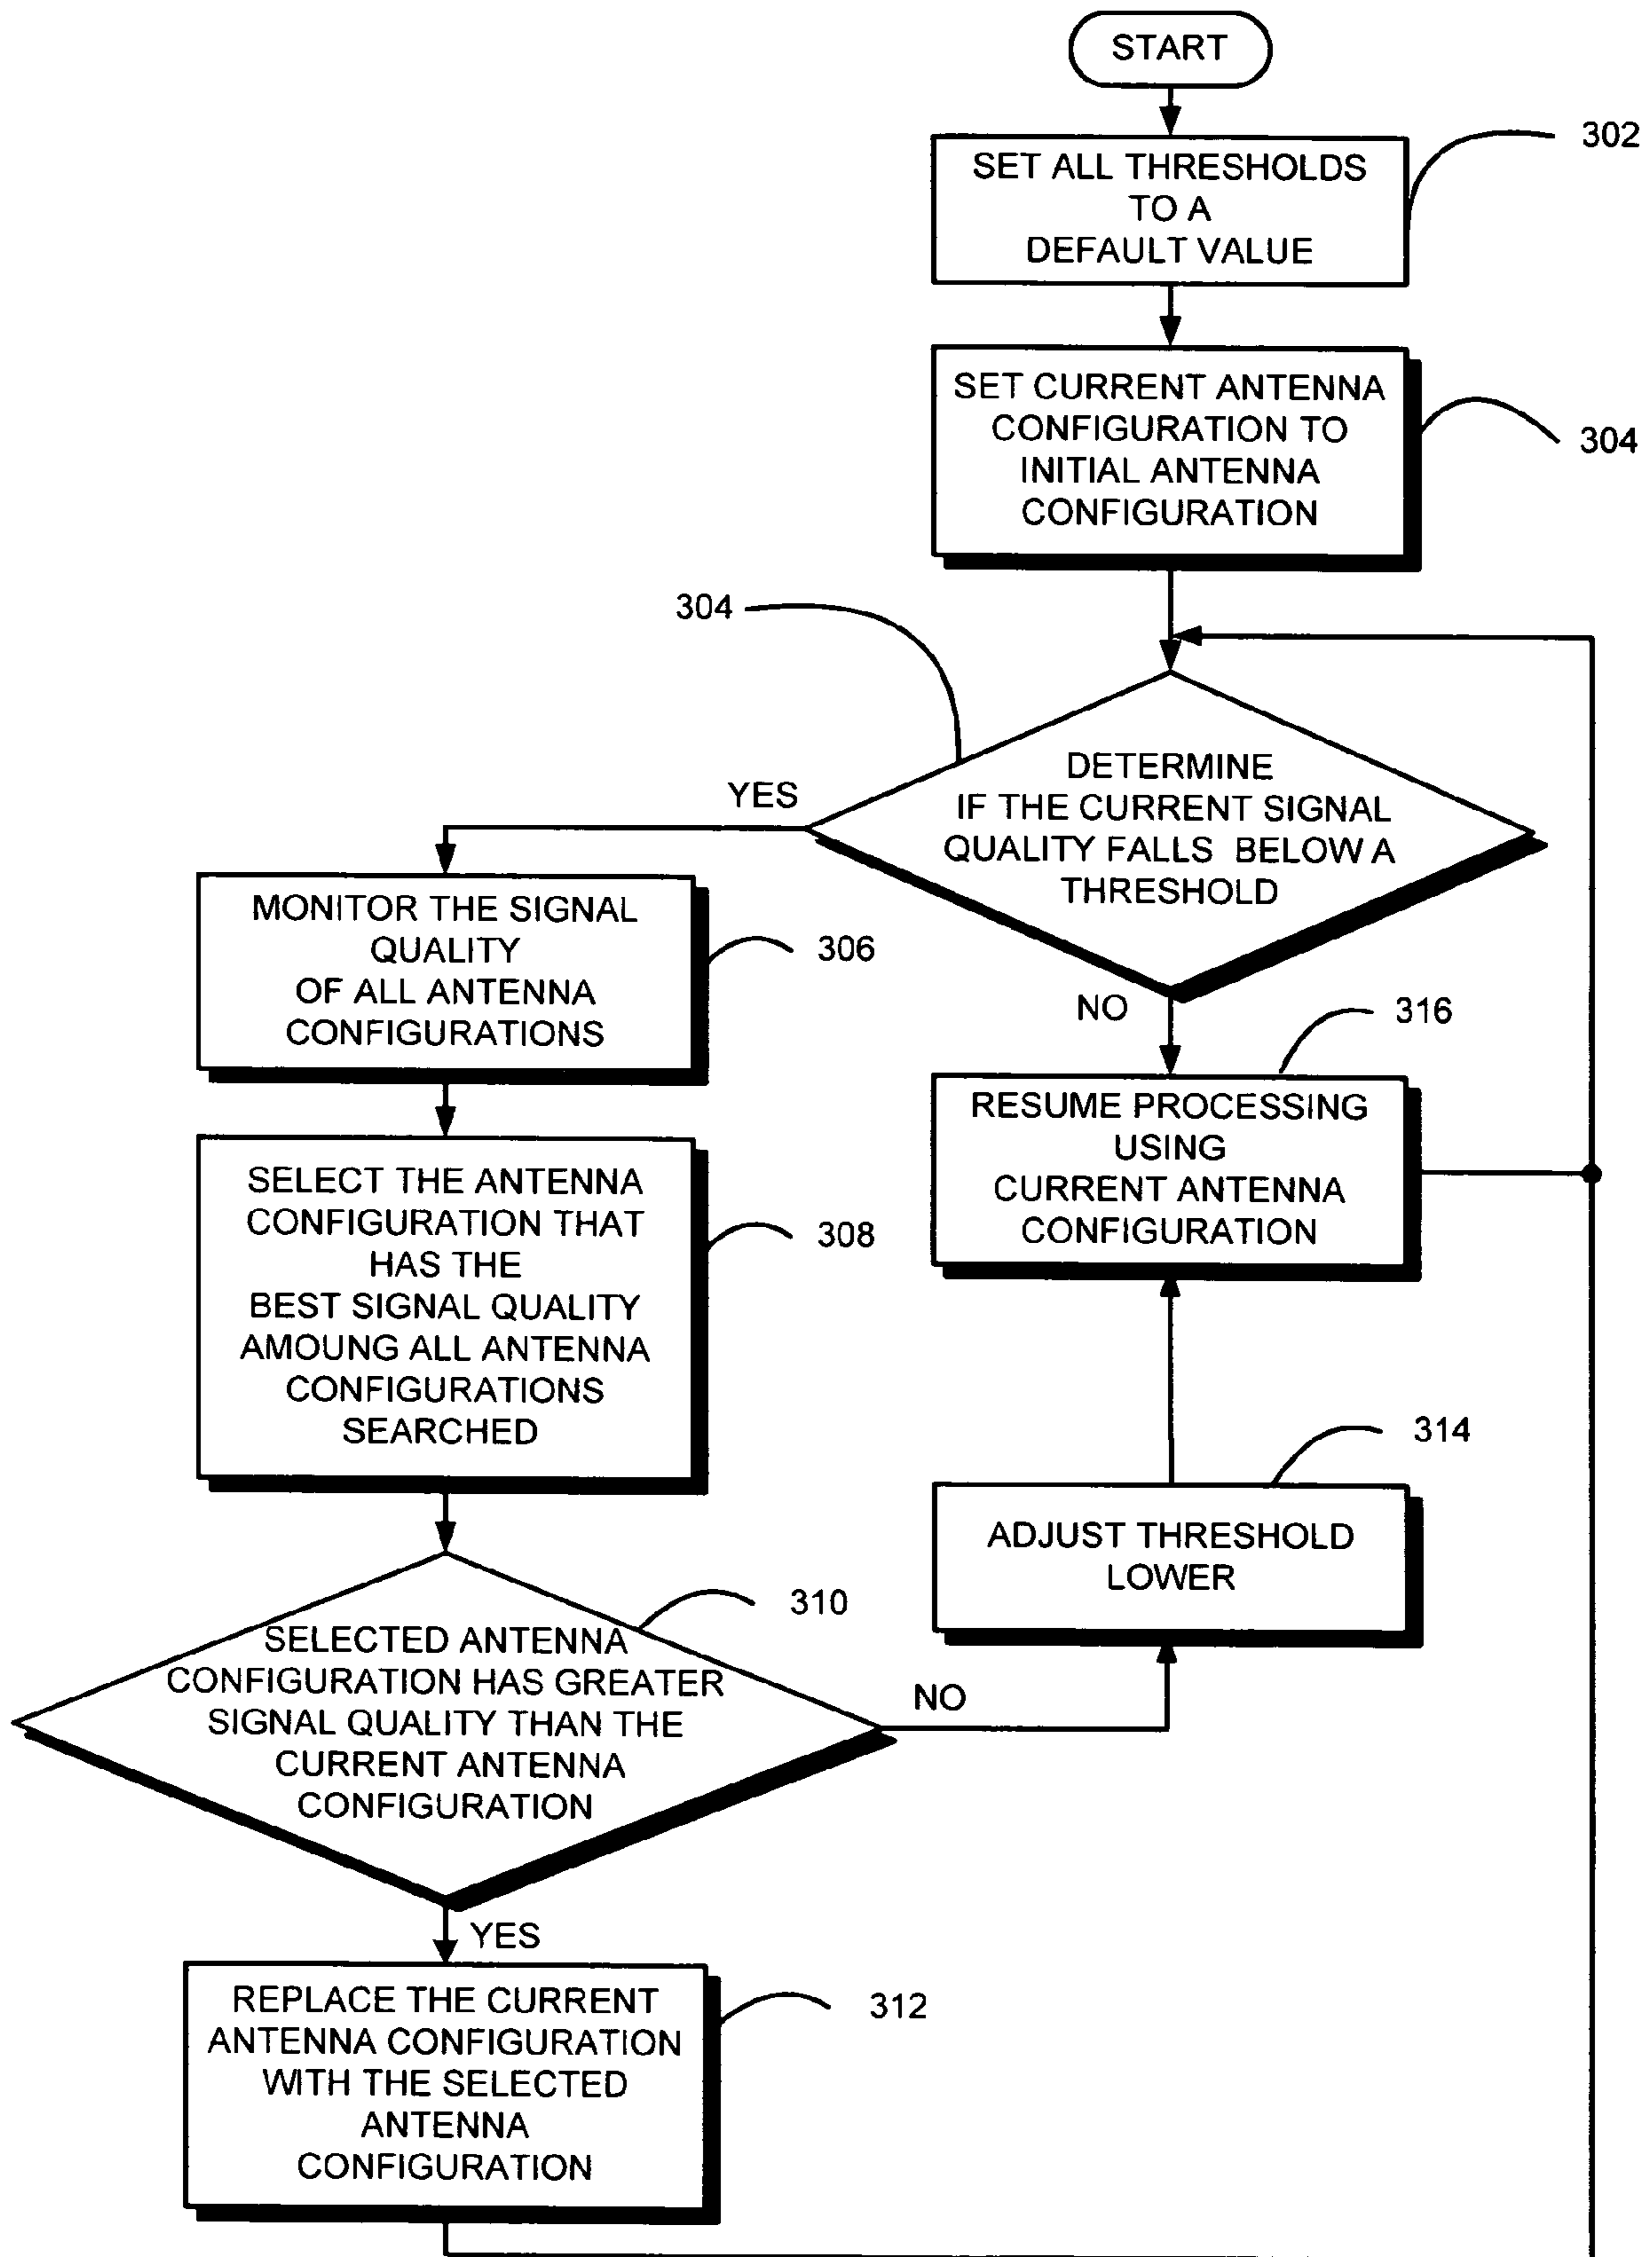 START
302
SET ALL THRESHOLDS
TO A
DEFAULT VALUE
SET CURRENT ANTENNA
CONFIGURATION TO
INITIAL ANTENNA
CONFIGURATION
304
304
DETERMINE
IF THE CURRENT SIGNAL
QUALITY FALLS BELOW A
THRESHOLD
YES
MONITOR THE SIGNAL
QUALITY
OF ALL ANTENNA
CONFIGURATIONS
306
NO
316
RESUME PROCESSING
USING
CURRENT ANTENNA
CONFIGURATION
SELECT THE ANTENNA
CONFIGURATION THAT
HAS THE
BEST SIGNAL QUALITY
AMOUNG ALL ANTENNA
CONFIGURATIONS
SEARCHED
308
314
ADJUST THRESHOLD
LOWER
310
SELECTED ANTENNA
CONFIGURATION HAS GREATER
SIGNAL QUALITY THAN THE
CURRENT ANTENNA
CONFIGURATION
NO
YES
REPLACE THE CURRENT
ANTENNA CONFIGURATION
WITH THE SELECTED
ANTENNA
CONFIGURATION
312